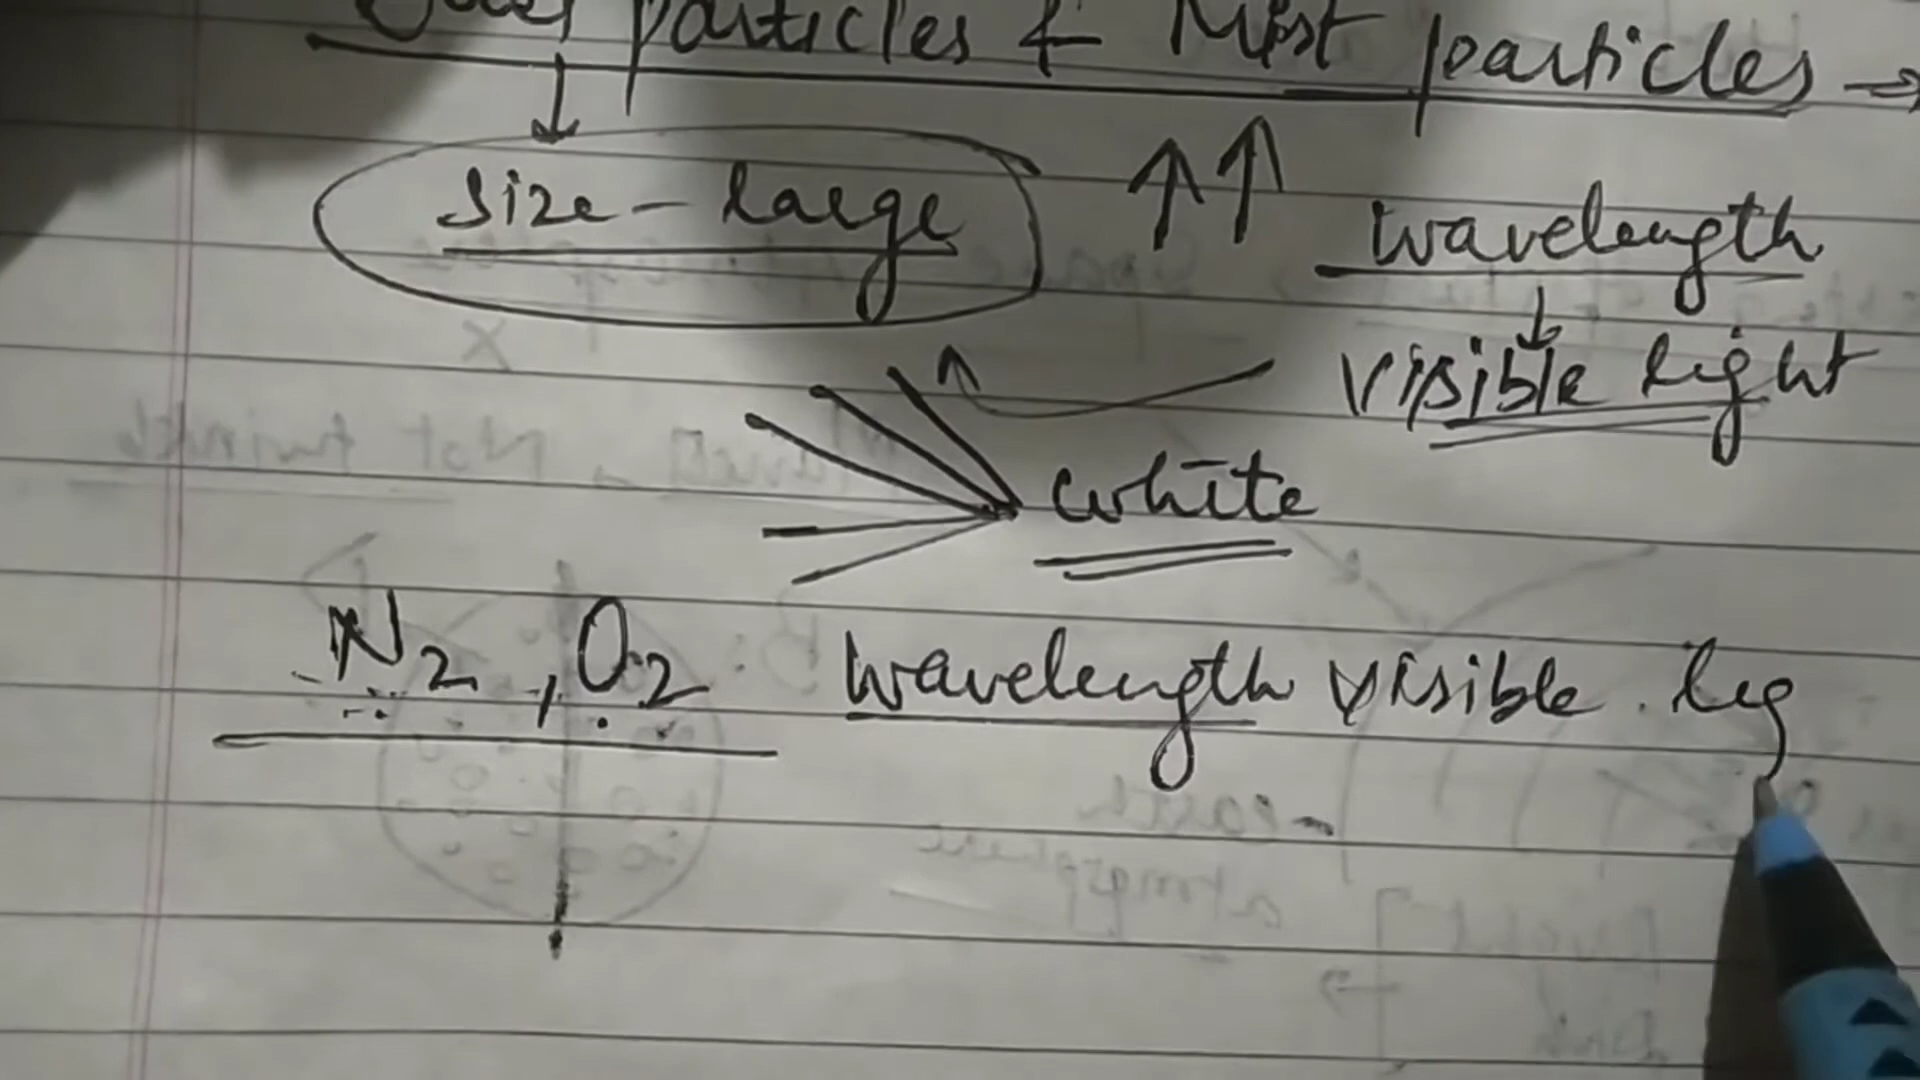 particles & Mist particles →
↓
size - large ↑↑ wavelength
↓
visible light
white
N2, O2 wavelength visible lig